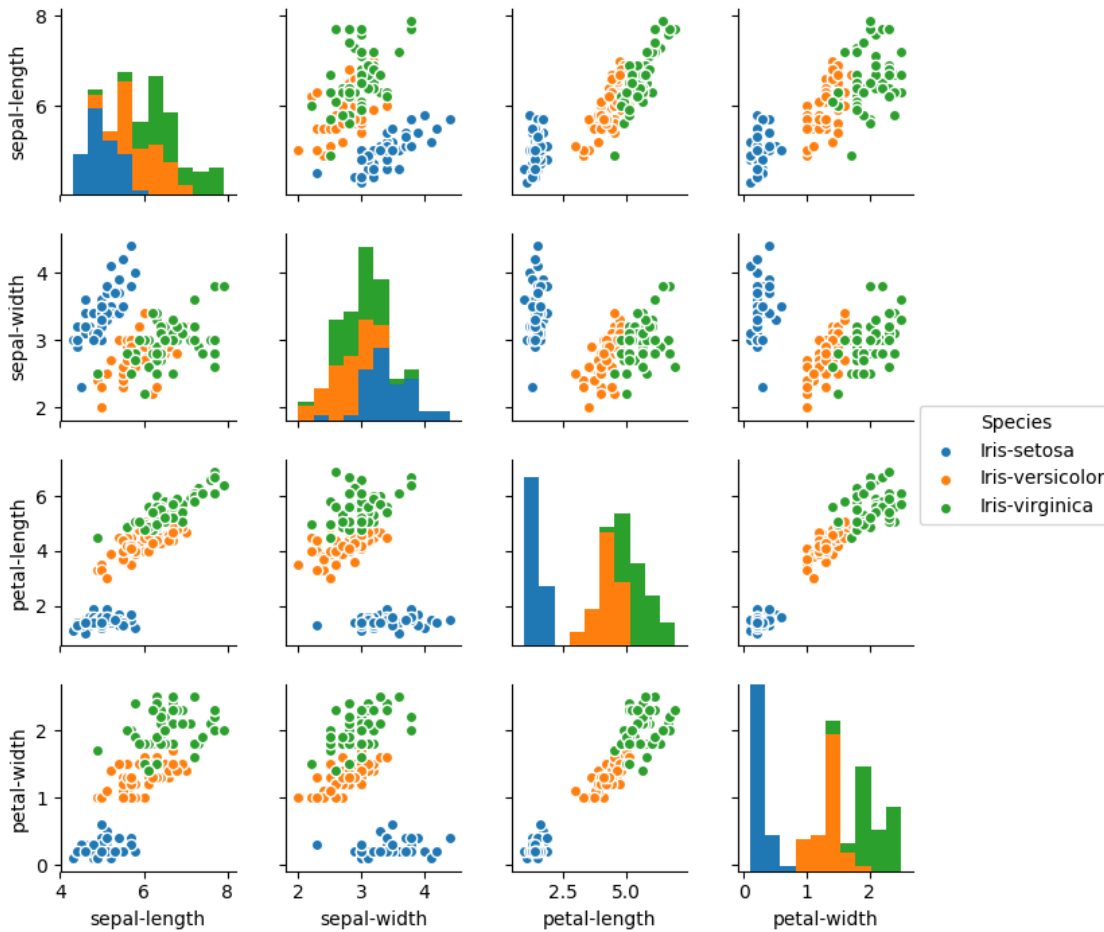 8
6
sepal-length
4
3
2
sepal-width
Species
Iris-setosa
Iris-versicolor
Iris-virginica
6
4
2
petal-length
2
1
0
petal-width
4 6 8
2 3 4
2.5 5.0
0 1 2
sepal-length
sepal-width
petal-length
petal-width